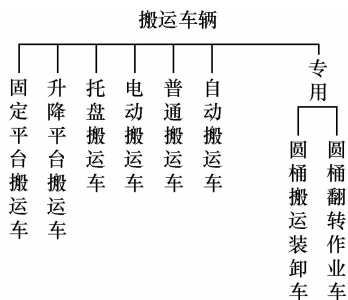 搬运车辆
固定平台搬运车
升降平台搬运车
托盘搬运车
电动搬运车
普通搬运车
自动搬运车
专用
圆桶搬运装卸车
圆桶翻转作业车